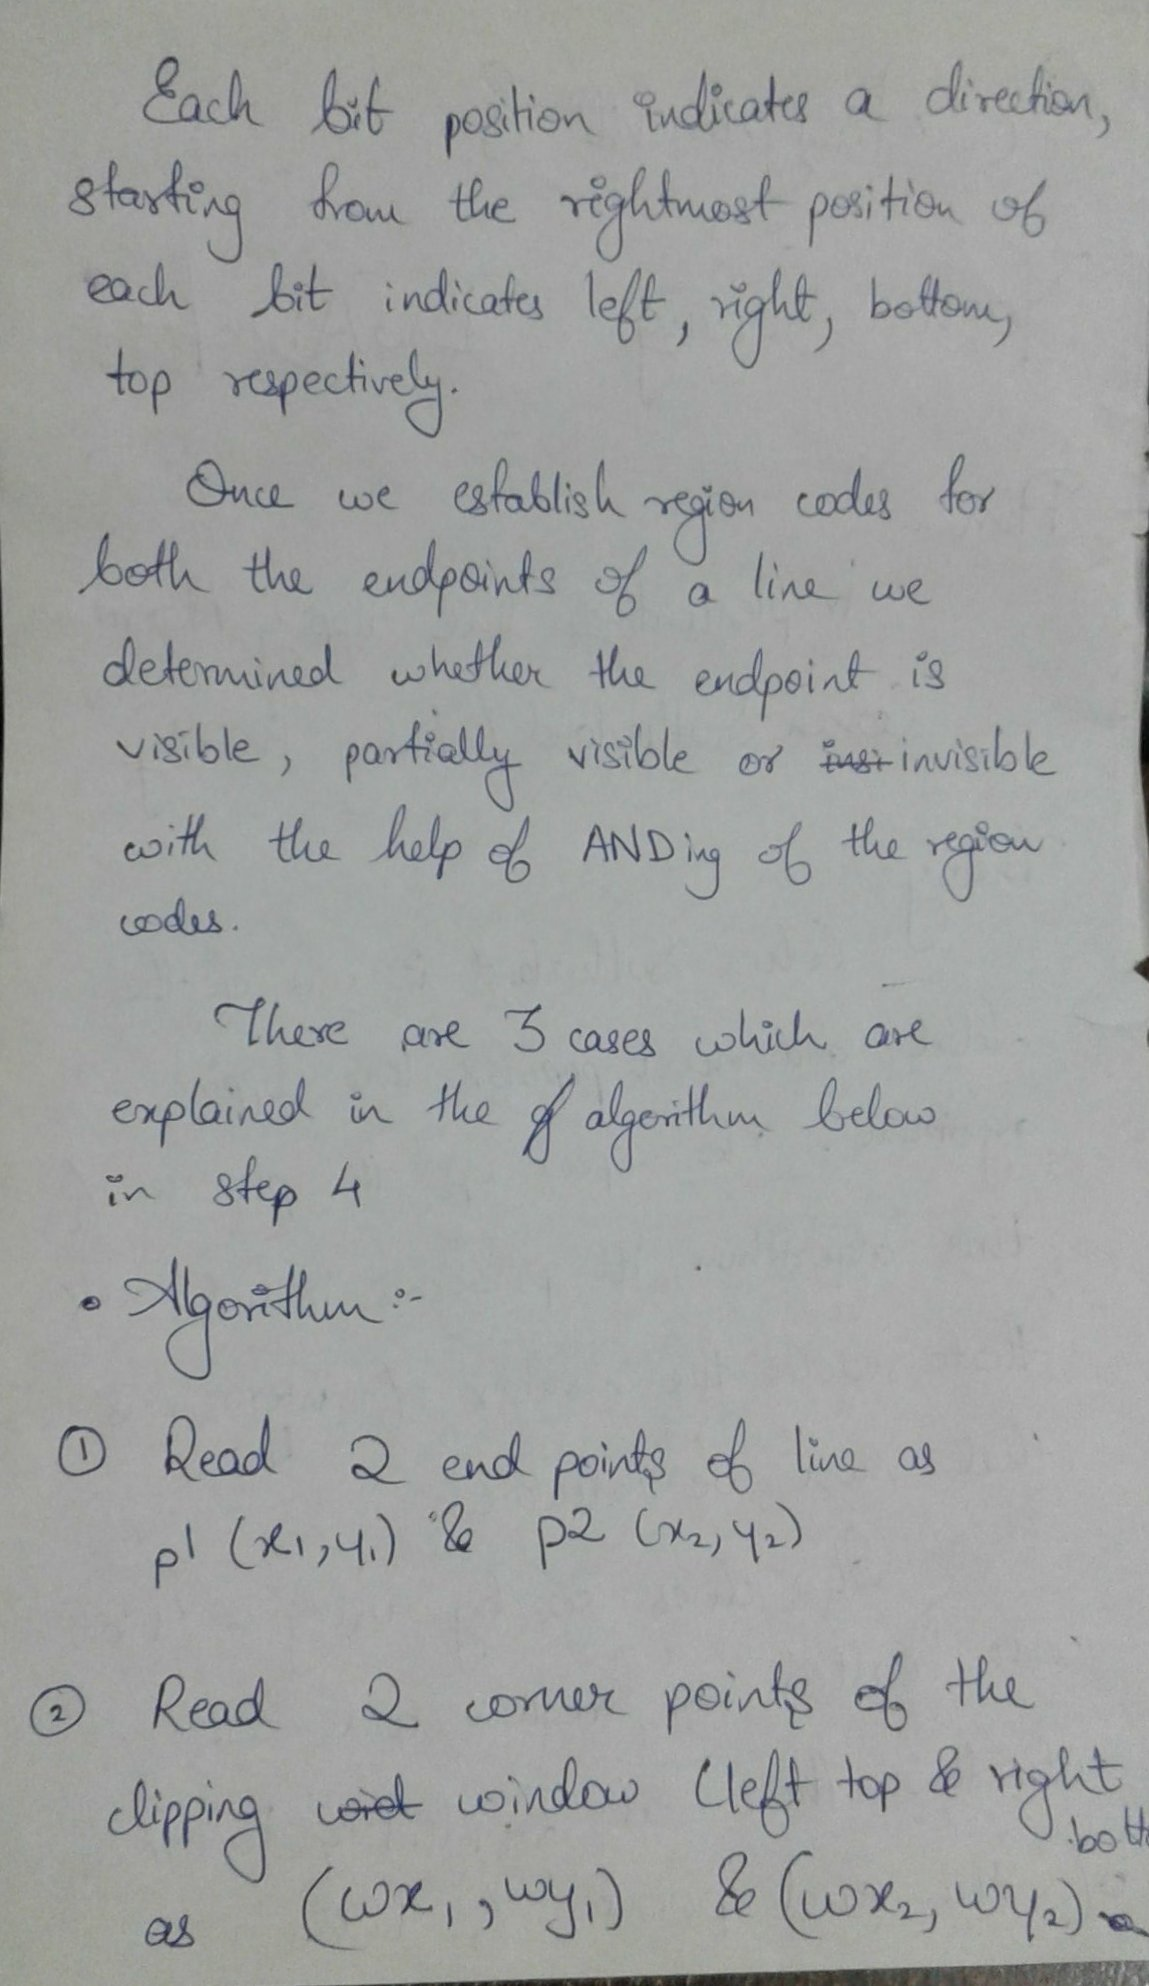 Each bit position indicates a direction,
starting from the rightmost position of
each bit indicates left, right, bottom,
top respectively.
Once we establish region codes for
both the endpoints of a line we
determined whether the endpoint is
visible, partially visible or invisible
with the help of ANDing of the region
codes.
There are 3 cases which are
explained in the algorithm below
in step 4
• Algorithm :-
① Read 2 end points of line as
p1 (x1, y1) & p2 (x2, y2)
② Read 2 corner points of the
clipping window (left top & right
bott
as (wx1, wy1) & (wx2, wy2)